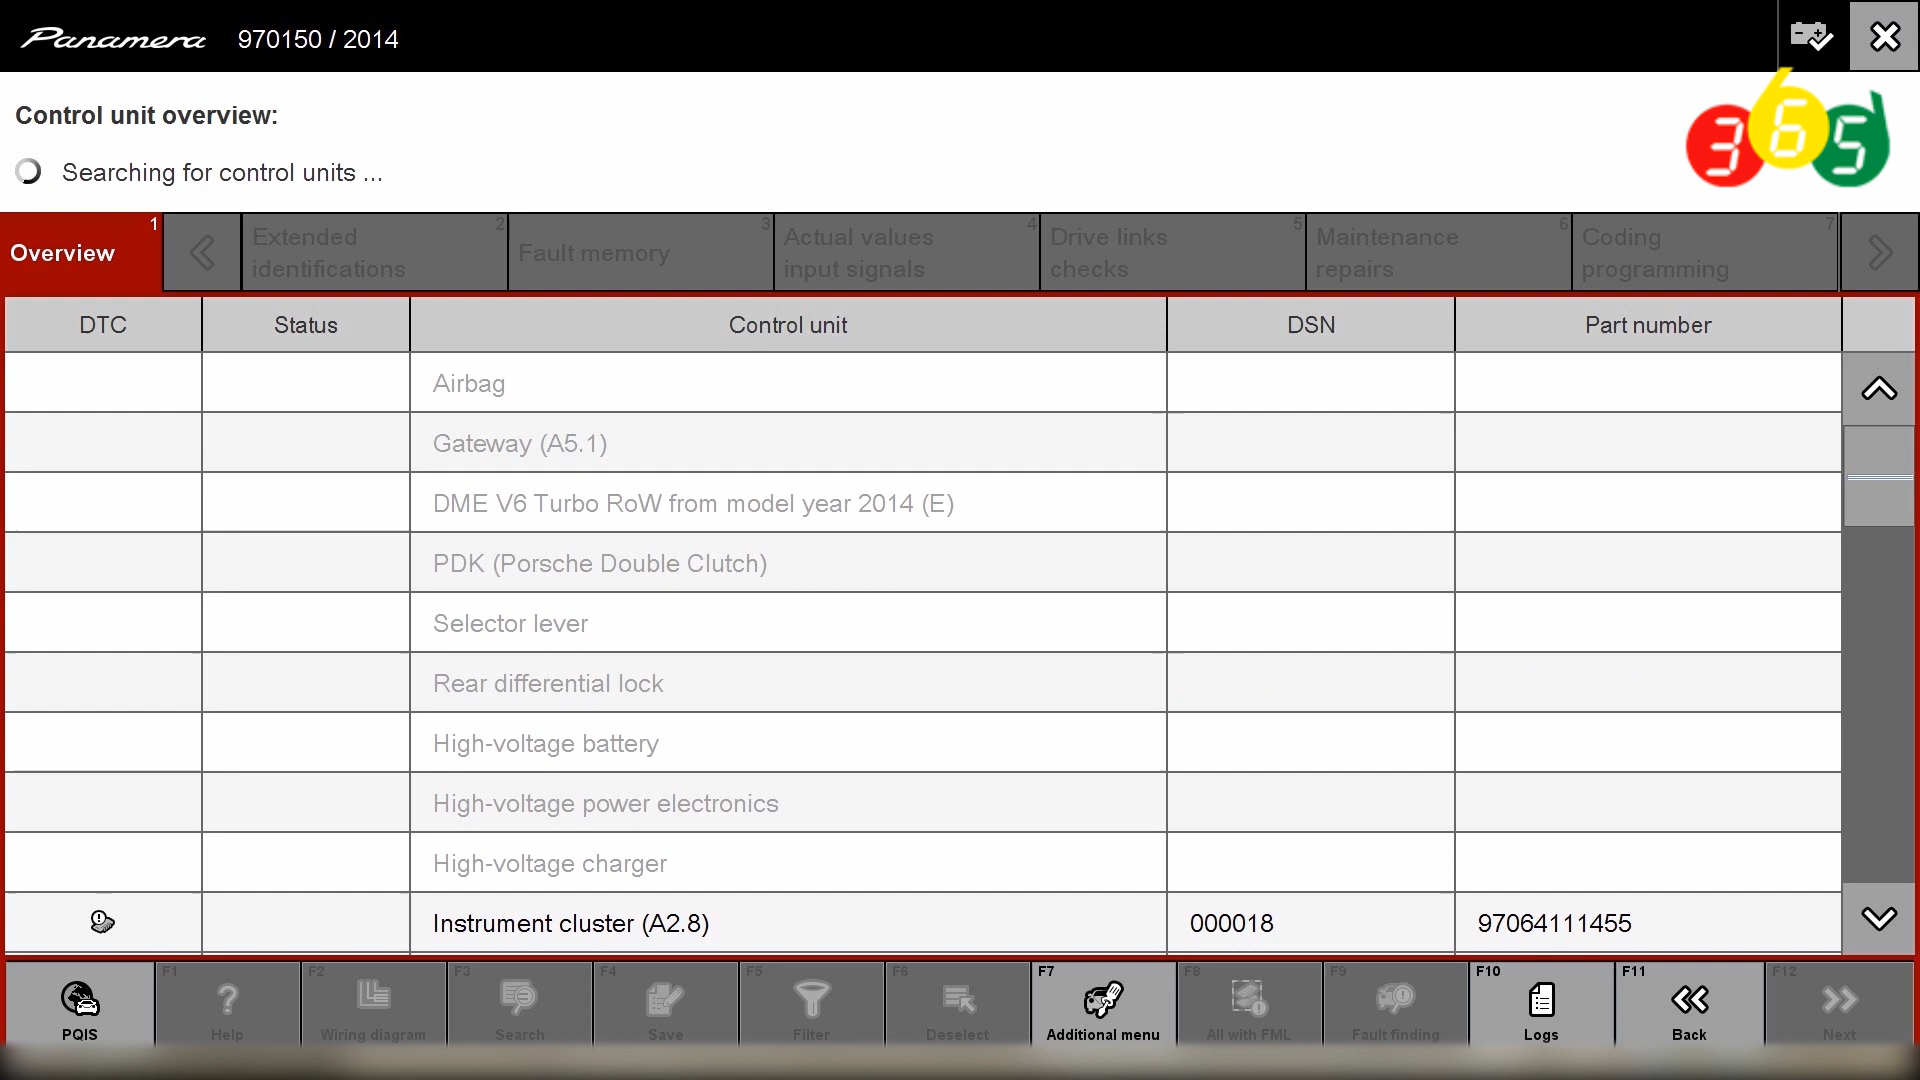 Panamera 970150 / 2014
Control unit overview:
365
Searching for control units ...
Overview 1
Extended identifications 2
Fault memory 3
Actual values input signals 4
Drive links checks 5
Maintenance repairs 6
Coding programming 7
DTC Status Control unit DSN Part number
Airbag
Gateway (A5.1)
DME V6 Turbo RoW from model year 2014 (E)
PDK (Porsche Double Clutch)
Selector lever
Rear differential lock
High-voltage battery
High-voltage power electronics
High-voltage charger
Instrument cluster (A2.8) 000018 97064111455
PQIS
F1 Help
F2 Wiring diagram
F3 Search
F4 Save
F5 Filter
F6 Deselect
F7 Additional menu
F8 All with FML
F9 Fault finding
F10 Logs
F11 Back
F12 Next